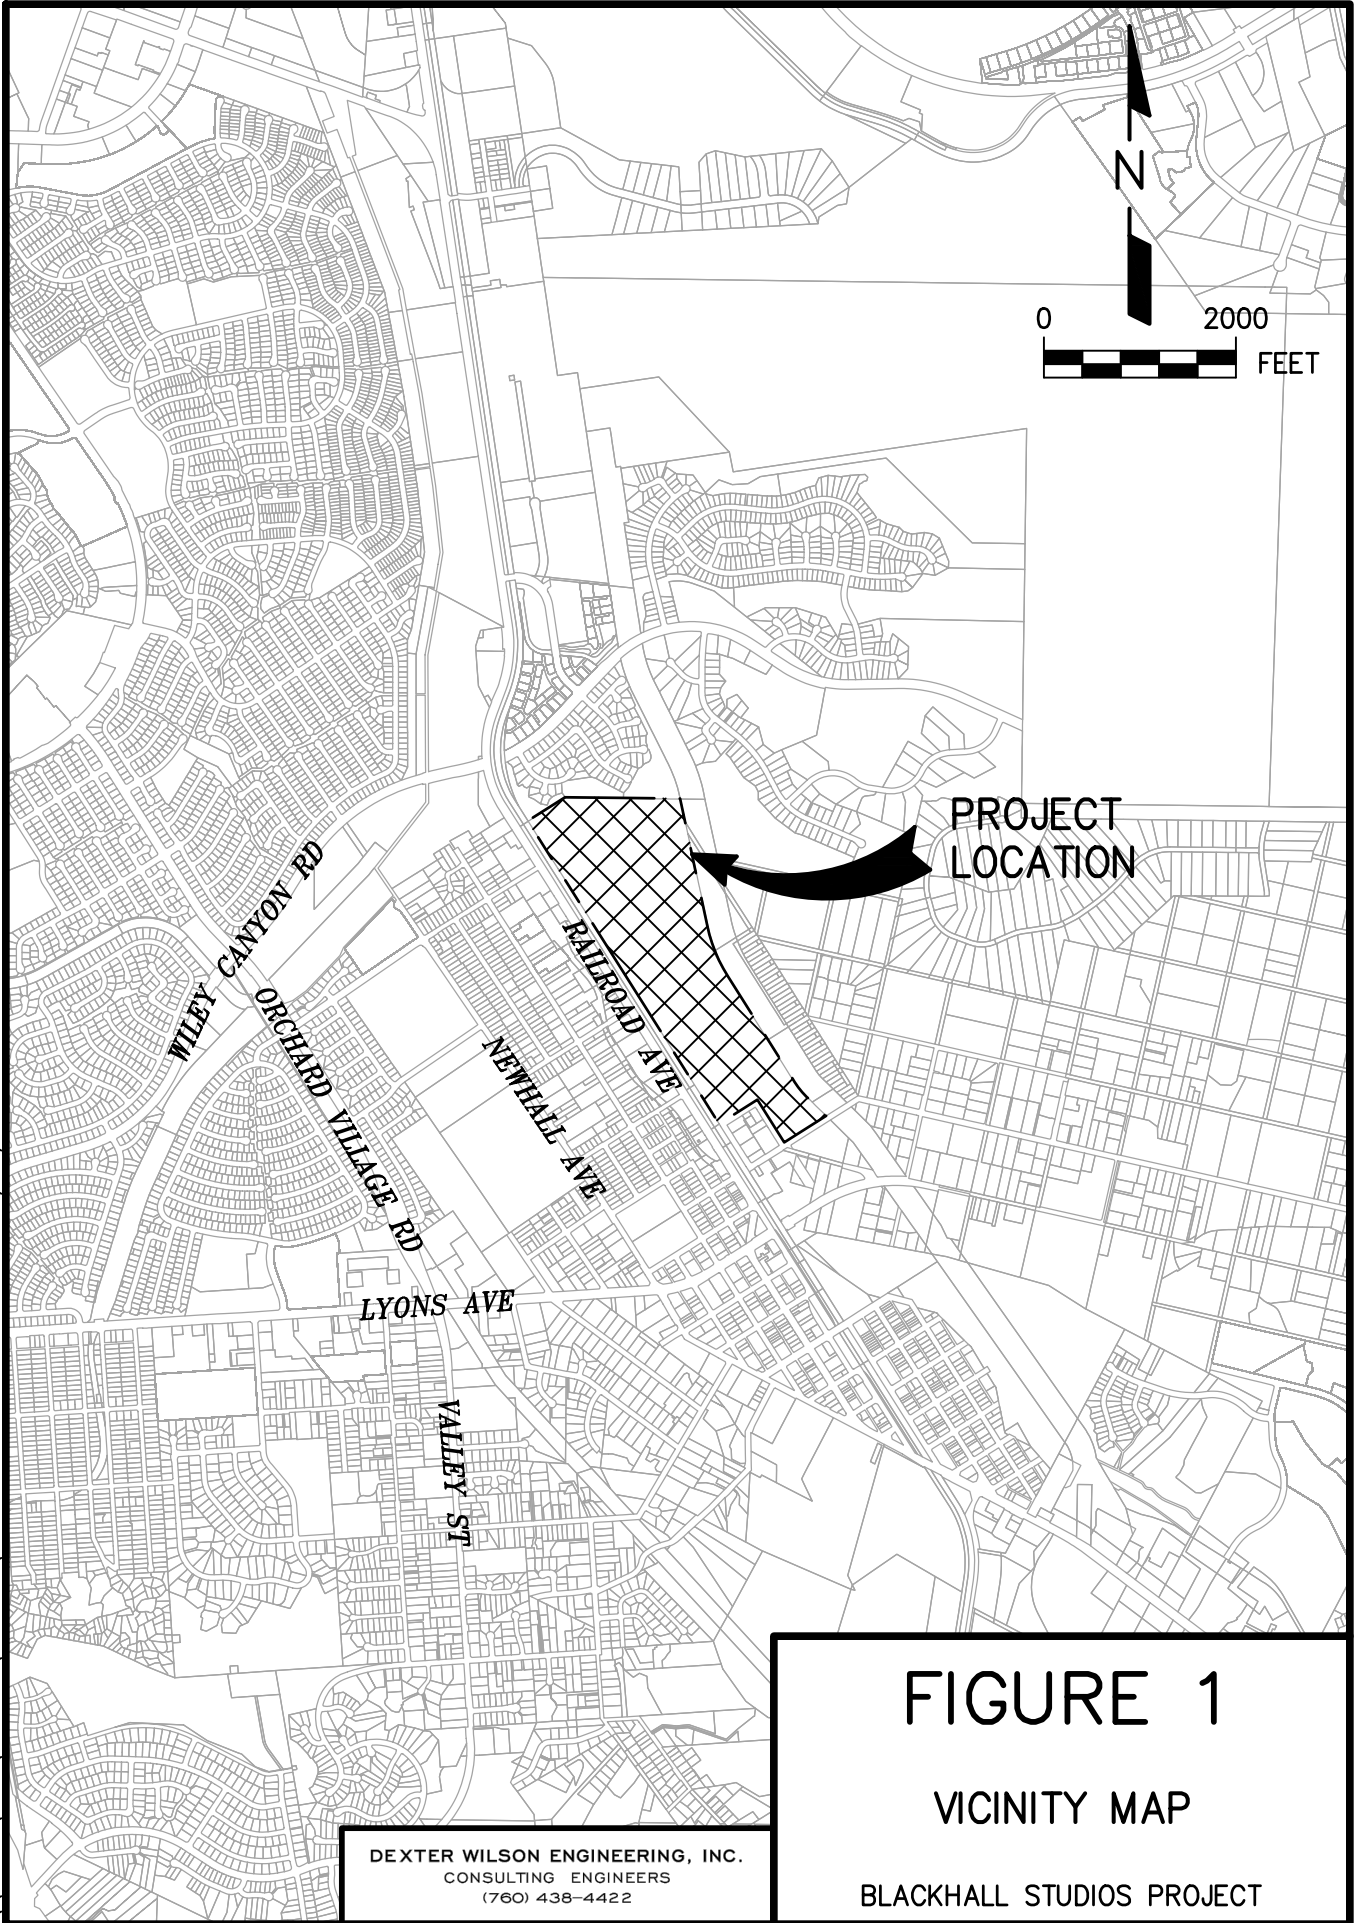 N
0 2000
FEET
PROJECT
LOCATION
WILEY CANYON RD
RAILROAD AVE
ORCHARD VILLAGE RD
NEWHALL AVE
LYONS AVE
VALLEY ST
FIGURE 1
VICINITY MAP
BLACKHALL STUDIOS PROJECT
DEXTER WILSON ENGINEERING, INC.
CONSULTING ENGINEERS
(760) 438-4422